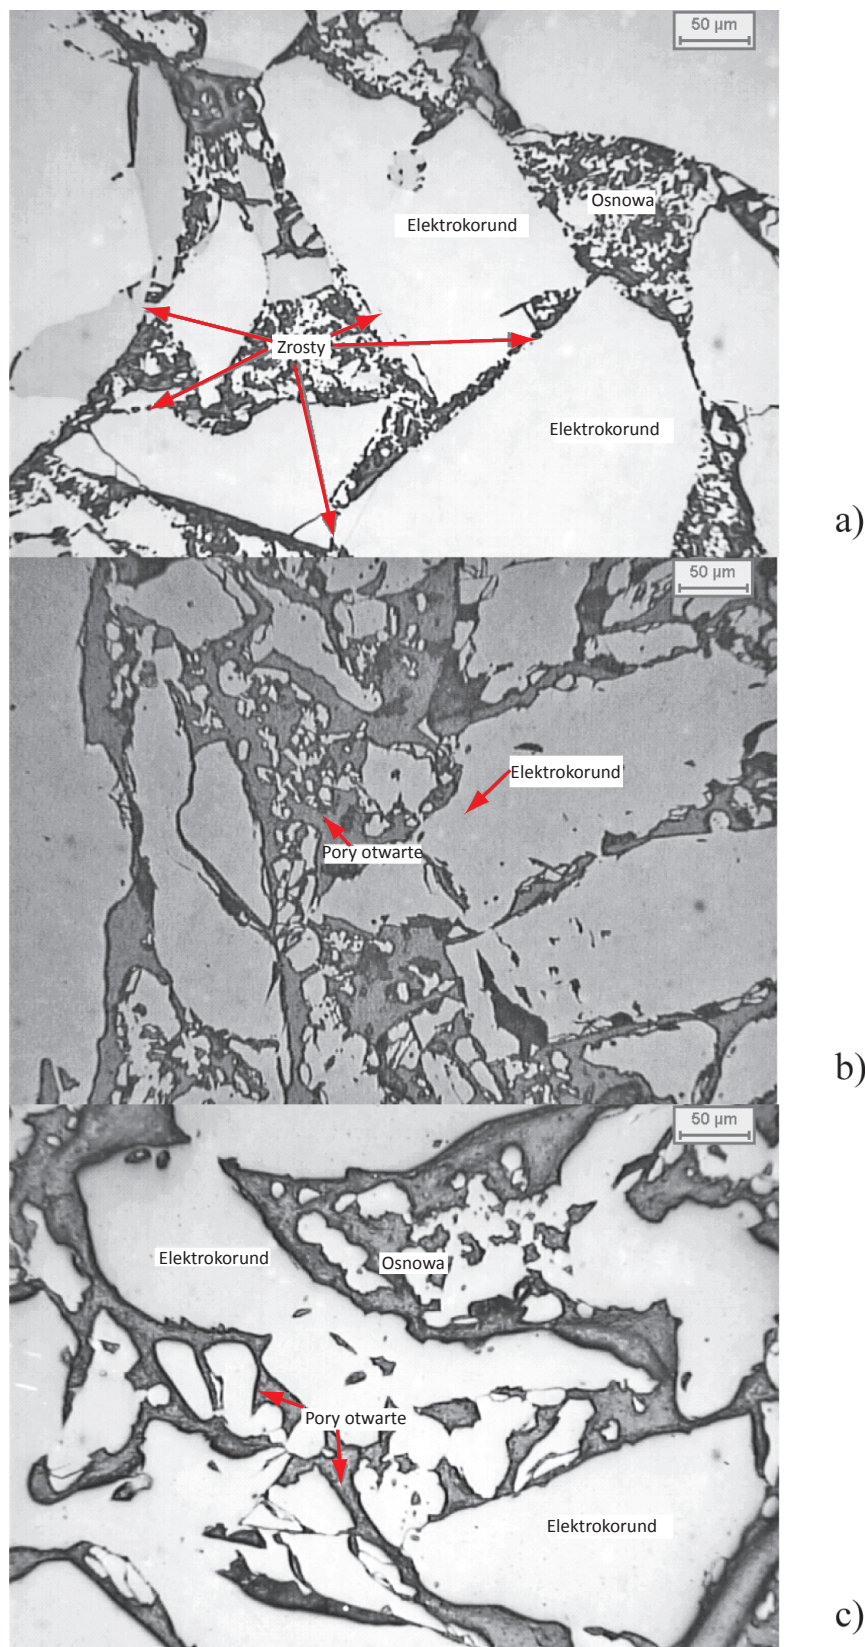 50 µm
Osnowa
Elektrokorund
Zrosty
Elektrokorund
a)
50 µm
Elektrokorund
Pory otwarte
b)
50 µm
Elektrokorund
Osnowa
Pory otwarte
Elektrokorund
c)